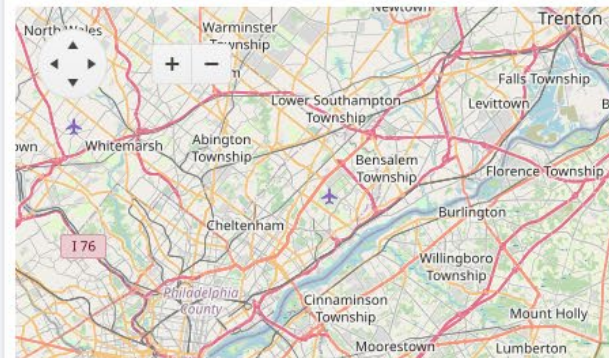 Newtown
Trenton
North Wales
Warminster
Township
Falls Township
Lower Southampton
Township
Levittown
Abington
Township
Whitemarsh
Bensalem
Township
Florence Township
Cheltenham
Burlington
I 76
Willingboro
Township
Philadelphia
County
Cinnaminson
Township
Mount Holly
Moorestown
Lumberton